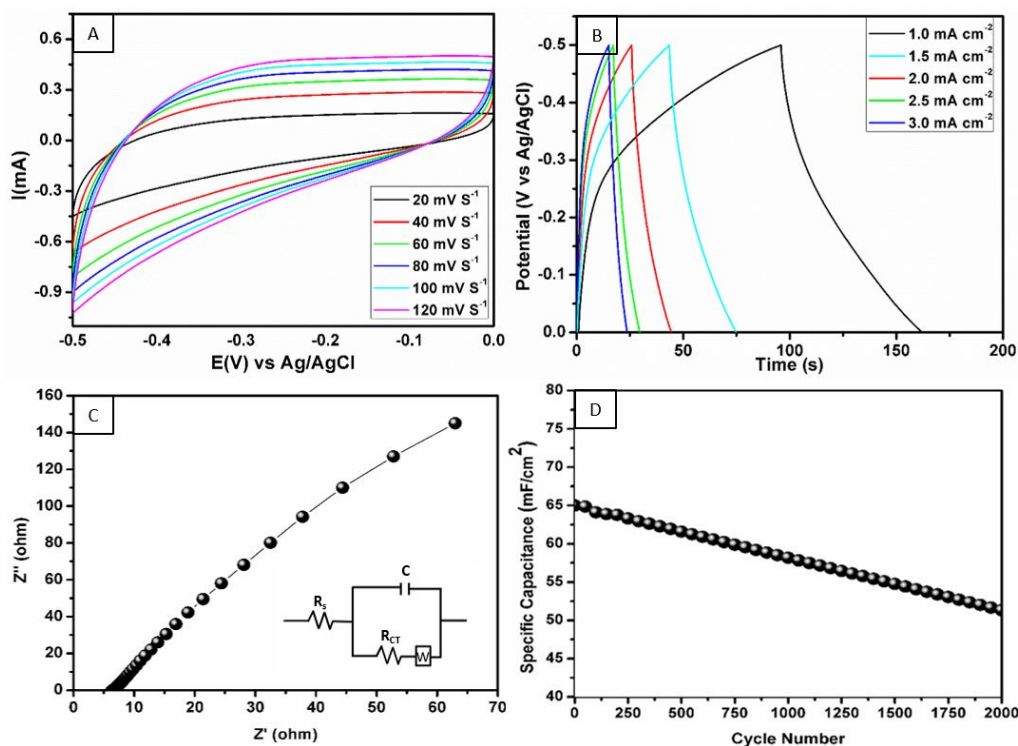 A
0.6
0.3
0.0
-0.3
-0.6
-0.9
I(mA)
20 mV S-1
40 mV S-1
60 mV S-1
80 mV S-1
100 mV S-1
120 mV S-1
-0.5 -0.4 -0.3 -0.2 -0.1 0.0
E(V) vs Ag/AgCl
B
-0.5
-0.4
-0.3
-0.2
-0.1
0.0
Potential (V vs Ag/AgCl)
1.0 mA cm-2
1.5 mA cm-2
2.0 mA cm-2
2.5 mA cm-2
3.0 mA cm-2
0 50 100 150 200
Time (s)
C
160
140
120
100
80
60
40
20
0
Z'' (ohm)
C
Rs
RCT
W
0 10 20 30 40 50 60 70
Z' (ohm)
D
80
75
70
65
60
55
50
45
40
Specific Capacitance (mF/cm2)
0 250 500 750 1000 1250 1500 1750 2000
Cycle Number